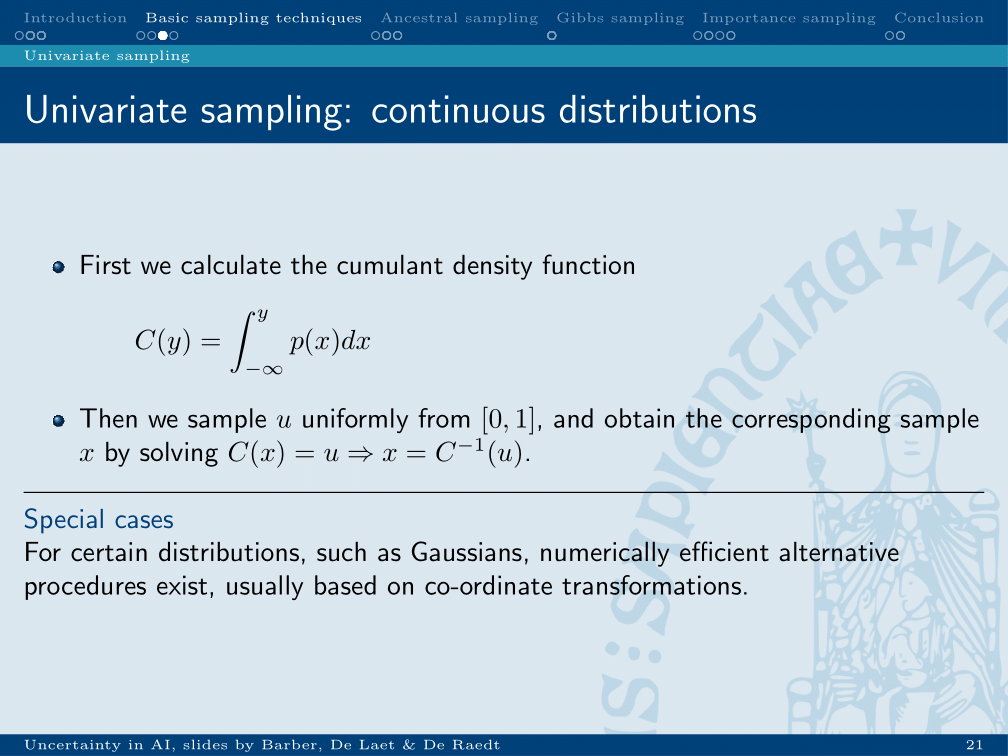 Introduction Basic sampling techniques Ancestral sampling Gibbs sampling Importance sampling Conclusion
Univariate sampling
Univariate sampling: continuous distributions
First we calculate the cumulant density function
C(y) = ∫_{−∞}^{y} p(x)dx
Then we sample u uniformly from [0, 1], and obtain the corresponding sample
x by solving C(x) = u ⇒ x = C⁻¹(u).
Special cases
For certain distributions, such as Gaussians, numerically efficient alternative
procedures exist, usually based on co-ordinate transformations.
Uncertainty in AI, slides by Barber, De Laet & De Raedt 21